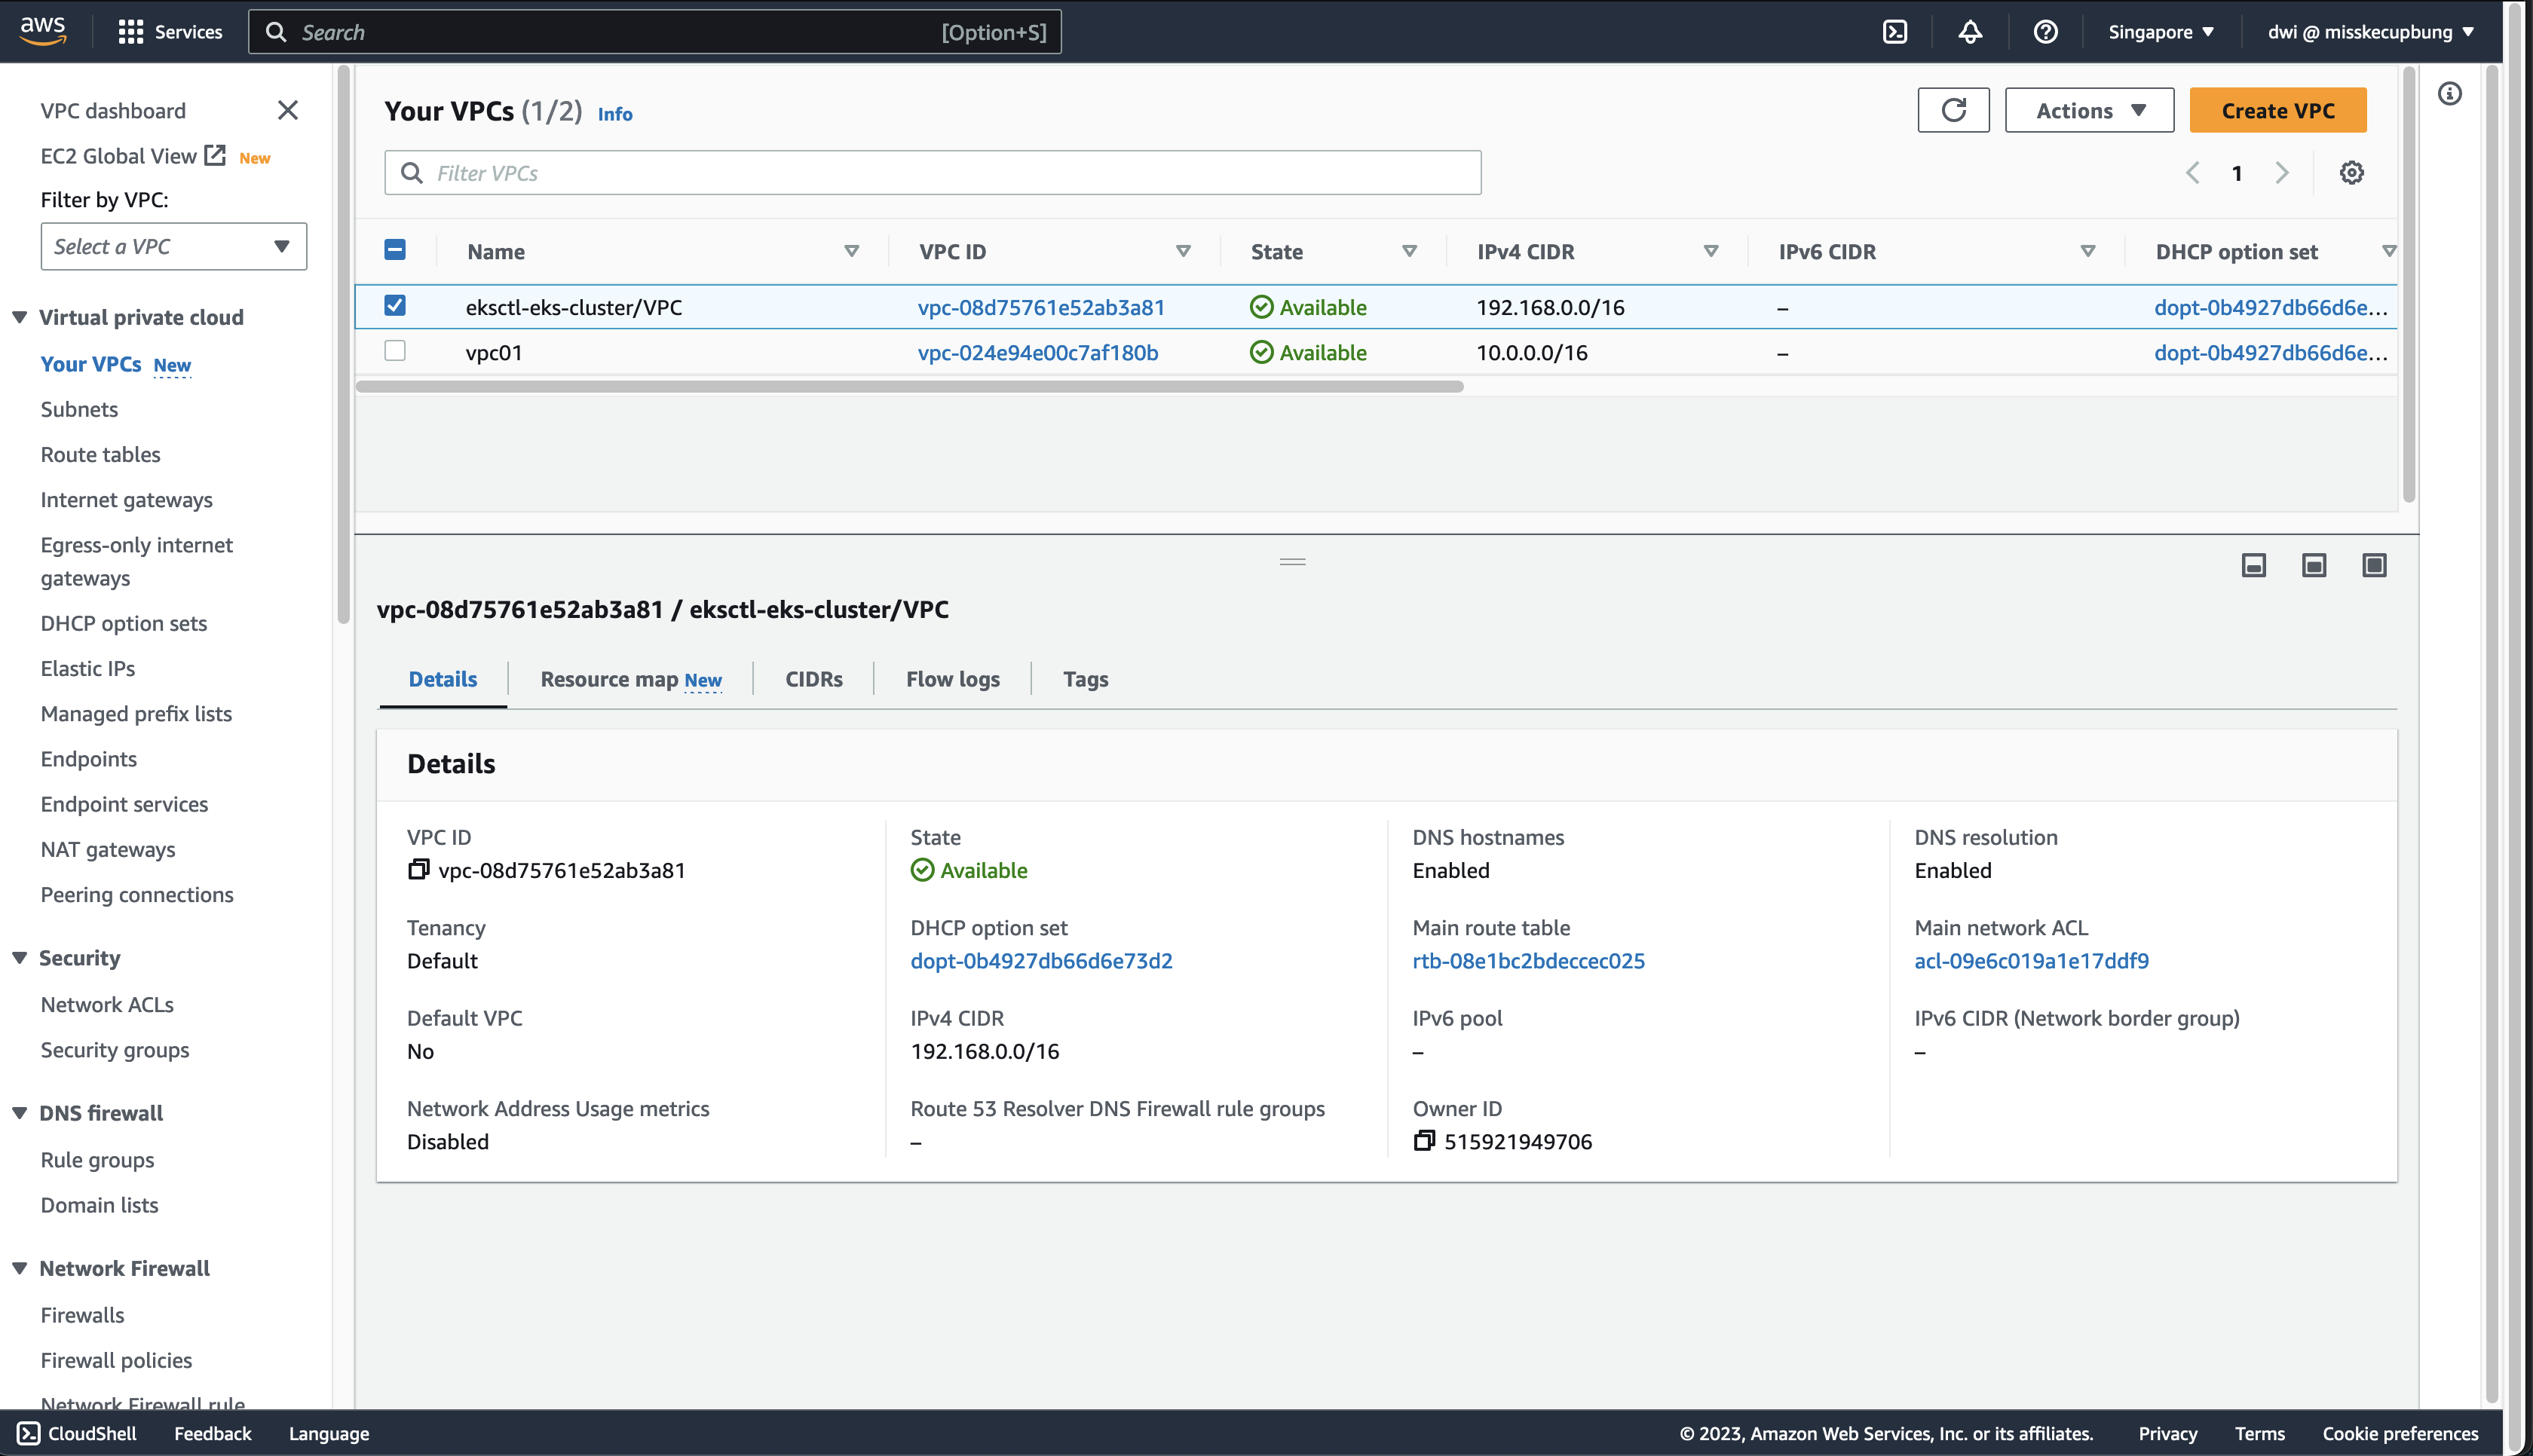 aws
Services
Search [Option+S]
Singapore
dwi @ misskecupbung
VPC dashboard
EC2 Global View New
Filter by VPC:
Select a VPC
Virtual private cloud
Your VPCs New
Subnets
Route tables
Internet gateways
Egress-only internet
gateways
DHCP option sets
Elastic IPs
Managed prefix lists
Endpoints
Endpoint services
NAT gateways
Peering connections
Security
Network ACLs
Security groups
DNS firewall
Rule groups
Domain lists
Network Firewall
Firewalls
Firewall policies
Network Firewall rule
Your VPCs (1/2) Info
Actions
Create VPC
Filter VPCs
1
Name VPC ID State IPv4 CIDR IPv6 CIDR DHCP option set
eksctl-eks-cluster/VPC vpc-08d75761e52ab3a81 Available 192.168.0.0/16 – dopt-0b4927db66d6e...
vpc01 vpc-024e94e00c7af180b Available 10.0.0.0/16 – dopt-0b4927db66d6e...
vpc-08d75761e52ab3a81 / eksctl-eks-cluster/VPC
Details Resource map New CIDRs Flow logs Tags
Details
VPC ID State DNS hostnames DNS resolution
vpc-08d75761e52ab3a81 Available Enabled Enabled
Tenancy DHCP option set Main route table Main network ACL
Default dopt-0b4927db66d6e73d2 rtb-08e1bc2bdeccec025 acl-09e6c019a1e17ddf9
Default VPC IPv4 CIDR IPv6 pool IPv6 CIDR (Network border group)
No 192.168.0.0/16 – –
Network Address Usage metrics Route 53 Resolver DNS Firewall rule groups Owner ID
Disabled – 515921949706
CloudShell Feedback Language © 2023, Amazon Web Services, Inc. or its affiliates. Privacy Terms Cookie preferences